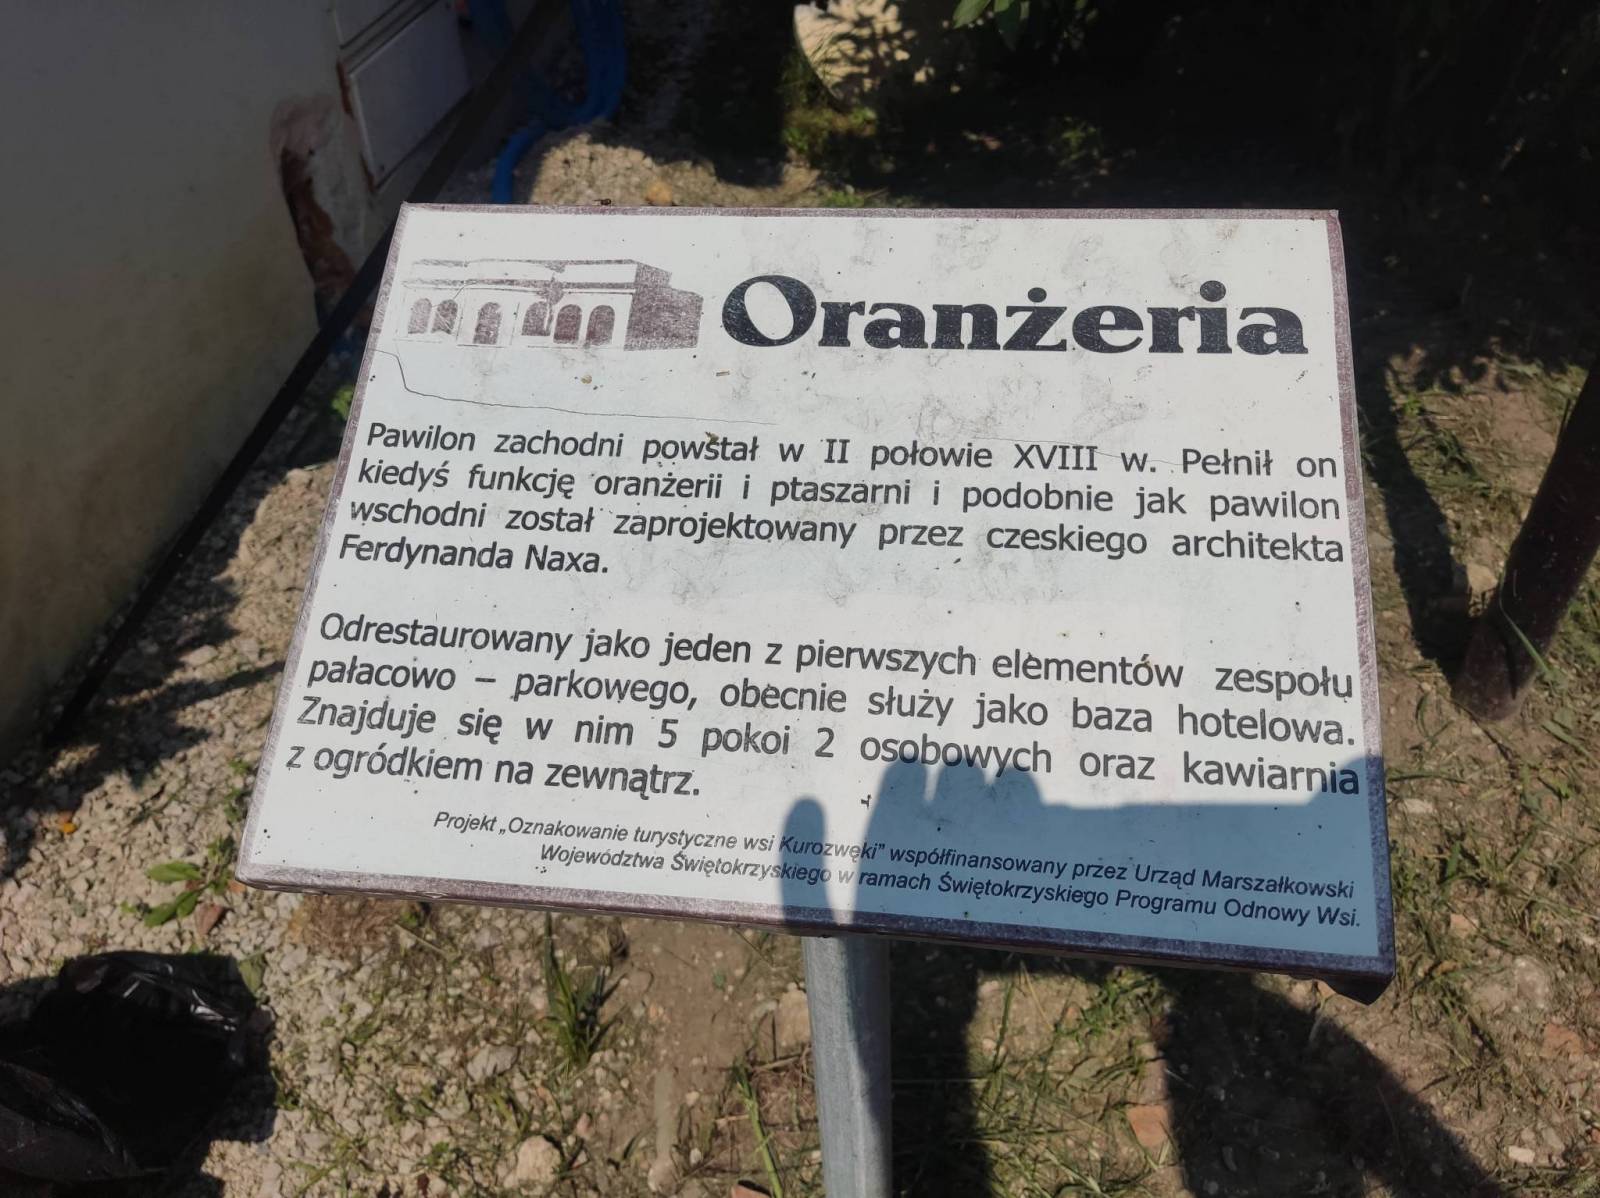 Oranżeria
Pawilon zachodni powstał w II połowie XVIII w. Pełnił on
kiedyś funkcję oranżerii i ptaszarni i podobnie jak pawilon
wschodni został zaprojektowany przez czeskiego architekta
Ferdynanda Naxa.
Odrestaurowany jako jeden z pierwszych elementów zespołu
pałacowo – parkowego, obecnie służy jako baza hotelowa.
Znajduje się w nim 5 pokoi 2 osobowych oraz kawiarnia
z ogródkiem na zewnątrz.
Projekt „Oznakowanie turystyczne wsi Kurozwęki” współfinansowany przez Urząd Marszałkowski
Województwa Świętokrzyskiego w ramach Świętokrzyskiego Programu Odnowy Wsi.